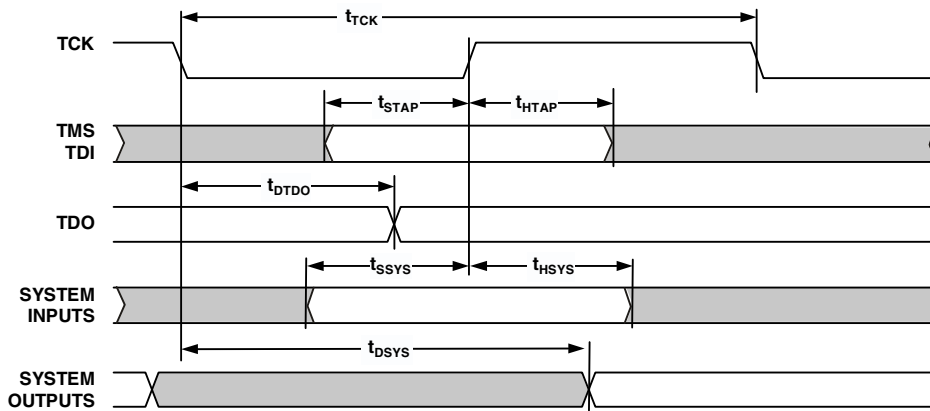 tTCK
TCK
tSTAP
tHTAP
TMS
TDI
tDTDO
TDO
tSSYS
tHSYS
SYSTEM
INPUTS
tDSYS
SYSTEM
OUTPUTS